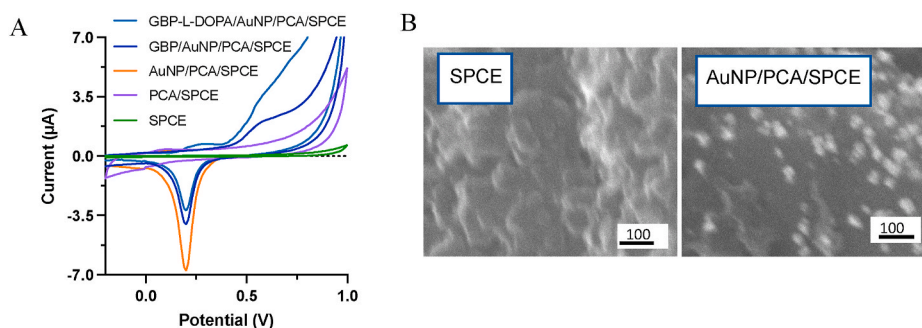 A
GBP-L-DOPA/AuNP/PCA/SPCE
GBP/AuNP/PCA/SPCE
AuNP/PCA/SPCE
PCA/SPCE
SPCE
7.0
3.5
0.0
-3.5
-7.0
Current (µA)
0.0
0.5
1.0
Potential (V)
B
SPCE
100
AuNP/PCA/SPCE
100